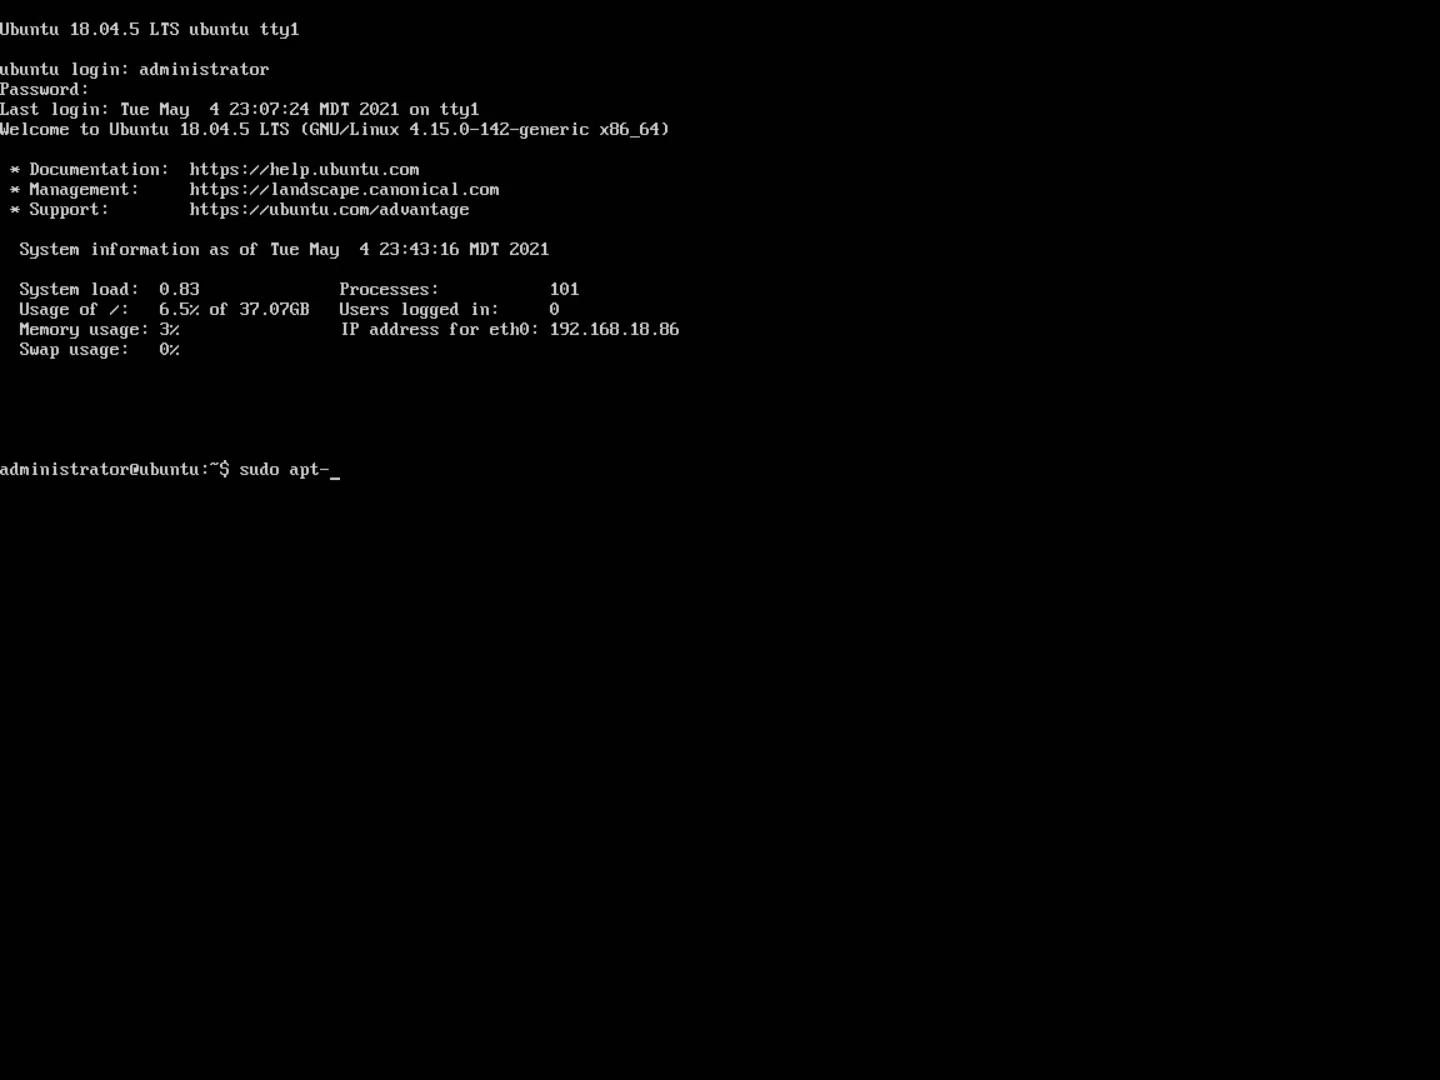 Ubuntu 18.04.5 LTS ubuntu tty1
ubuntu login: administrator
Password:
Last login: Tue May  4 23:07:24 MDT 2021 on tty1
Welcome to Ubuntu 18.04.5 LTS (GNU/Linux 4.15.0-142-generic x86_64)
 * Documentation:  https://help.ubuntu.com
 * Management:     https://landscape.canonical.com
 * Support:        https://ubuntu.com/advantage
  System information as of Tue May  4 23:43:16 MDT 2021
  System load:  0.83              Processes:           101
  Usage of /:   6.5% of 37.07GB   Users logged in:     0
  Memory usage: 3%                IP address for eth0: 192.168.18.86
  Swap usage:   0%
administrator@ubuntu:~$ sudo apt-_